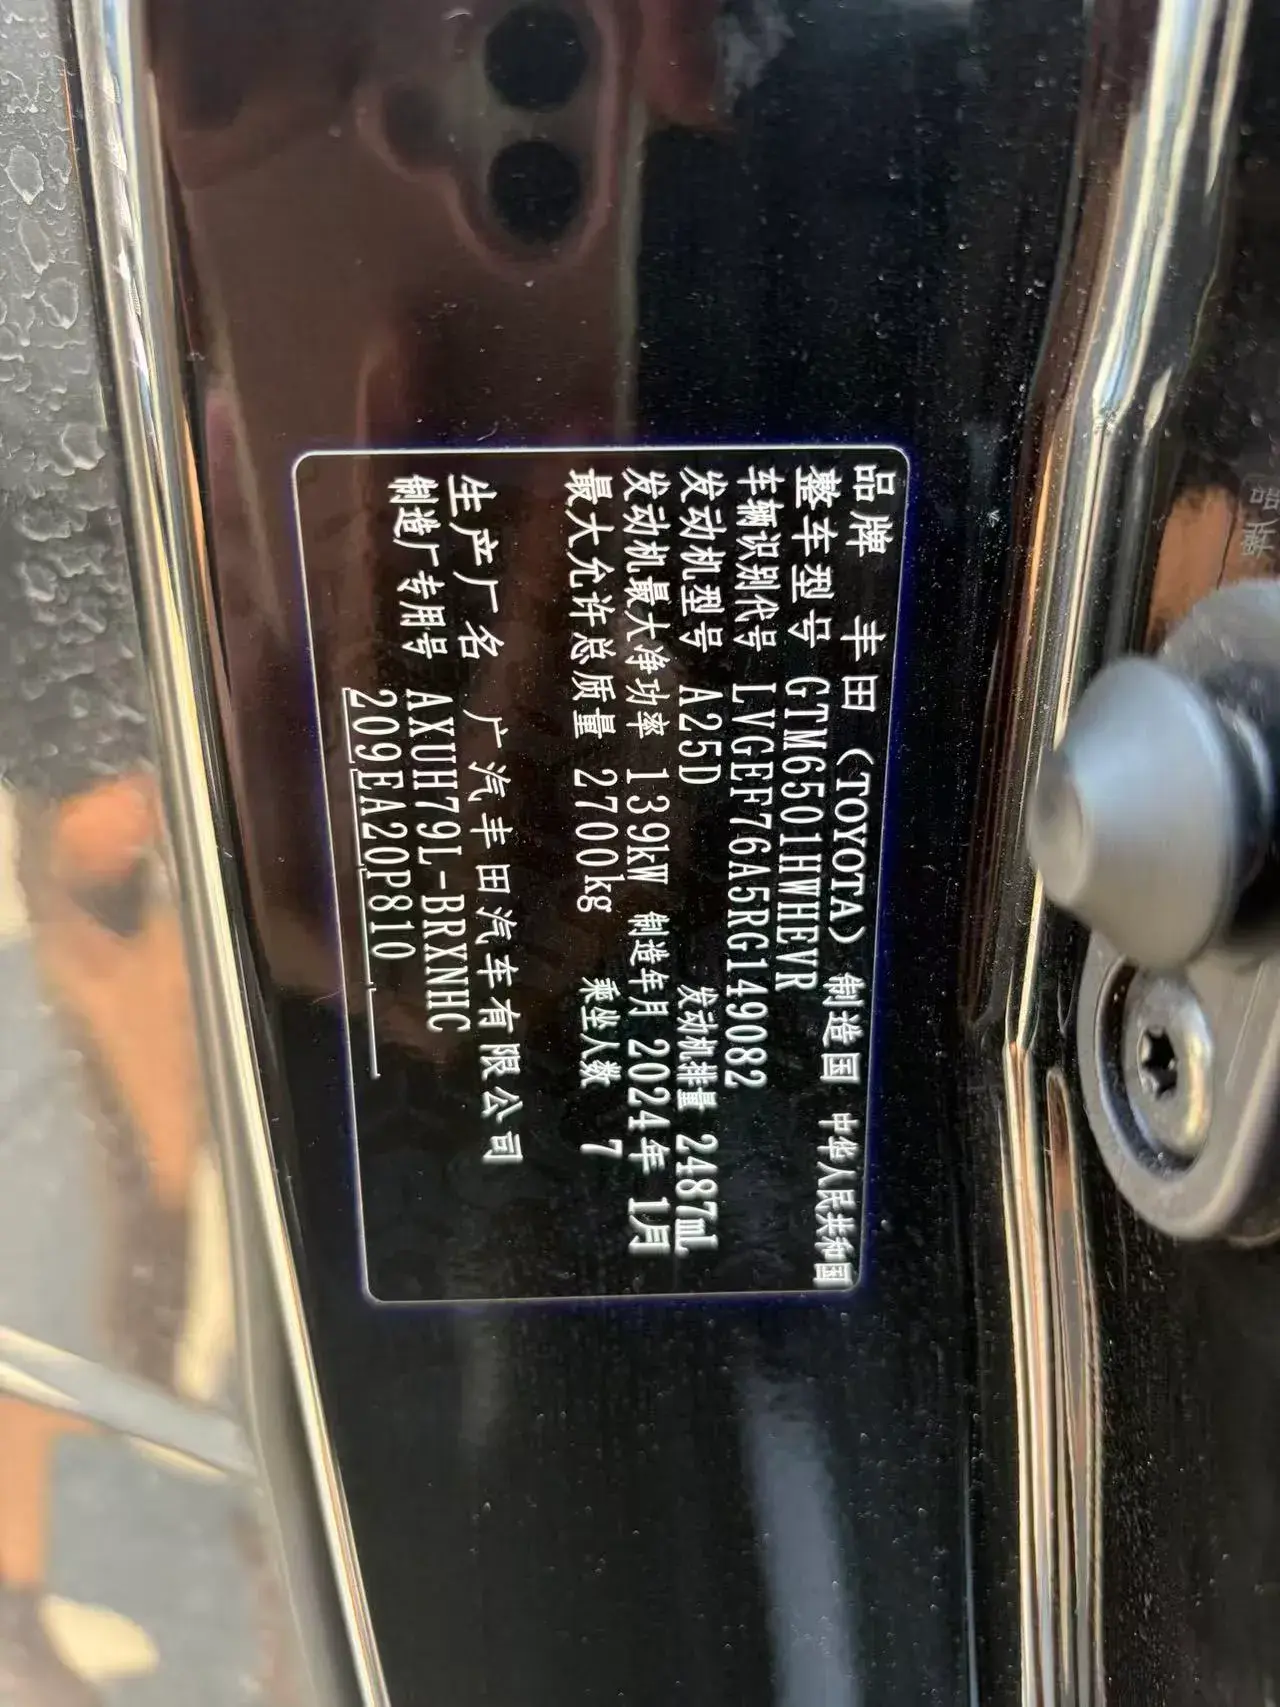 品牌 丰田 （TOYOTA） 制造国 中华人民共和国
整车型号 GTM6501HWHEVR
车辆识别代号 LVGEF76A5RG149082
发动机型号 A25D 发动机排量 2487mL
发动机最大净功率 139kW 制造年月 2024年 1月
最大允许总质量 2700kg 乘坐人数 7
生产厂名 广汽丰田汽车有限公司
制造厂专用号 AXUH79L-BRXNHC
209EA20P810
品